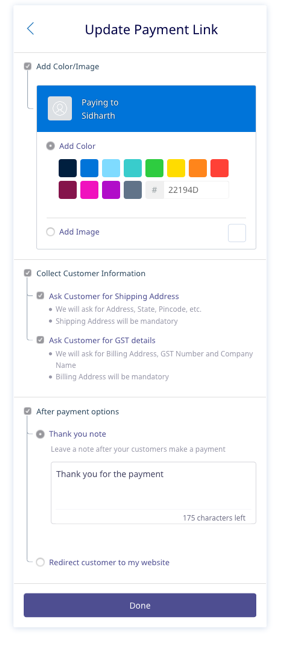 Update Payment Link
Add Color/Image
Paying to
Sidharth
Add Color
# 22194D
Add Image
Collect Customer Information
Ask Customer for Shipping Address
• We will ask for Address, State, Pincode, etc.
• Shipping Address will be mandatory
Ask Customer for GST details
• We will ask for Billing Address, GST Number and Company
Name
• Billing Address will be mandatory
After payment options
Thank you note
Leave a note after your customers make a payment
Thank you for the payment
175 characters left
Redirect customer to my website
Done